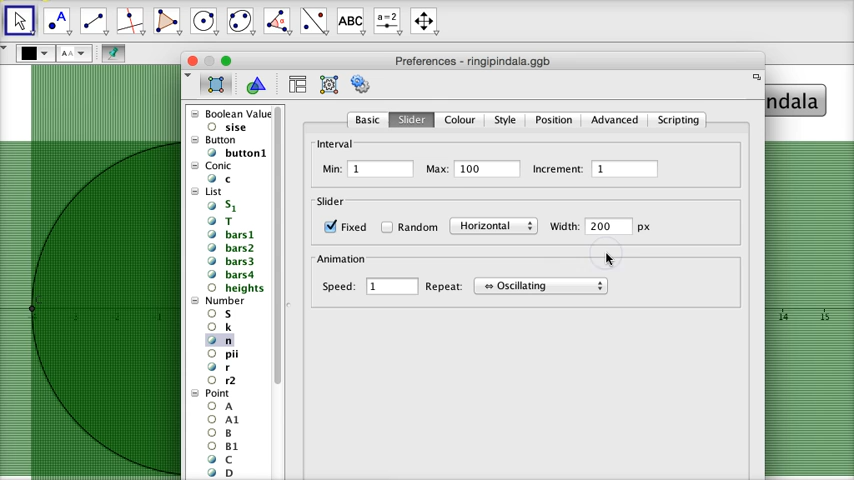 ABC a=2
AA
Preferences - ringipindala.ggb
ndala
Basic Slider Colour Style Position Advanced Scripting
Boolean Value
sise
Button
button1
Conic
c
List
S1
T
bars1
bars2
bars3
bars4
heights
Number
S
k
n
pii
r
r2
Point
A
A1
B
B1
C
D
Interval
Min: 1 Max: 100 Increment: 1
Slider
Fixed Random Horizontal Width: 200 px
Animation
Speed: 1 Repeat: ⇔ Oscillating
1 14 15